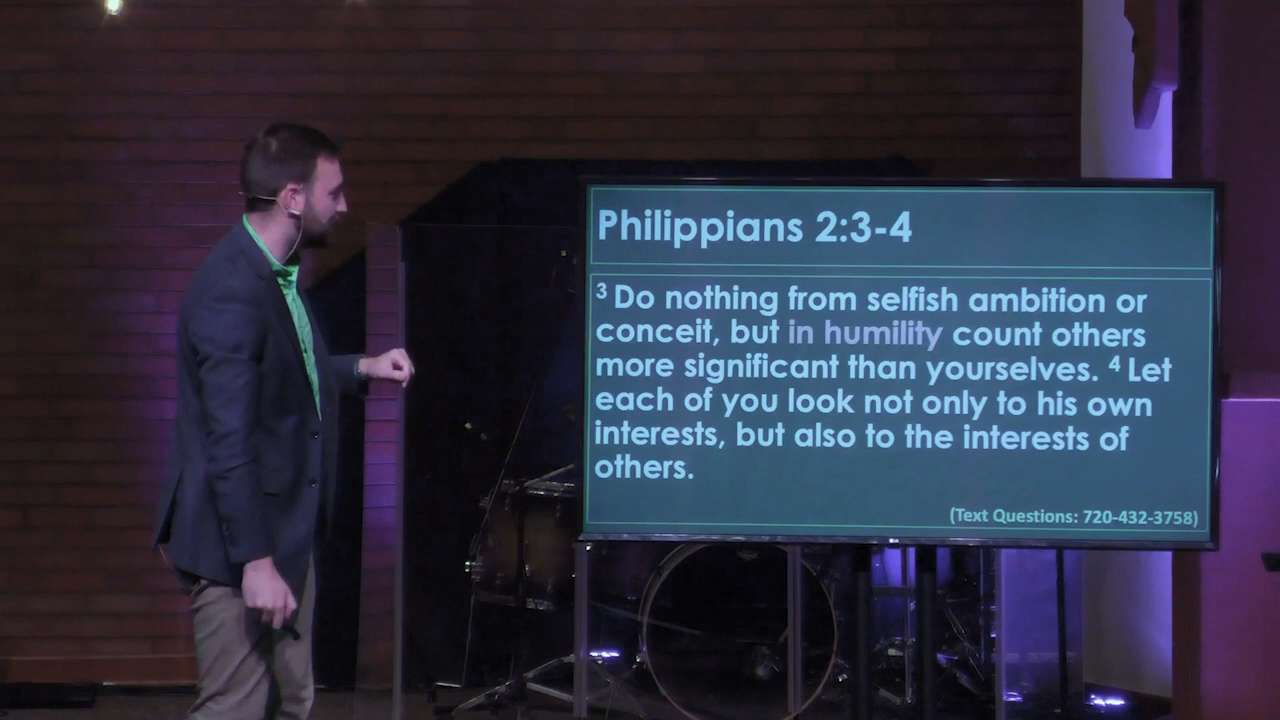 Philippians 2:3-4
3 Do nothing from selfish ambition or
conceit, but in humility count others
more significant than yourselves. 4 Let
each of you look not only to his own
interests, but also to the interests of
others.
(Text Questions: 720-432-3758)